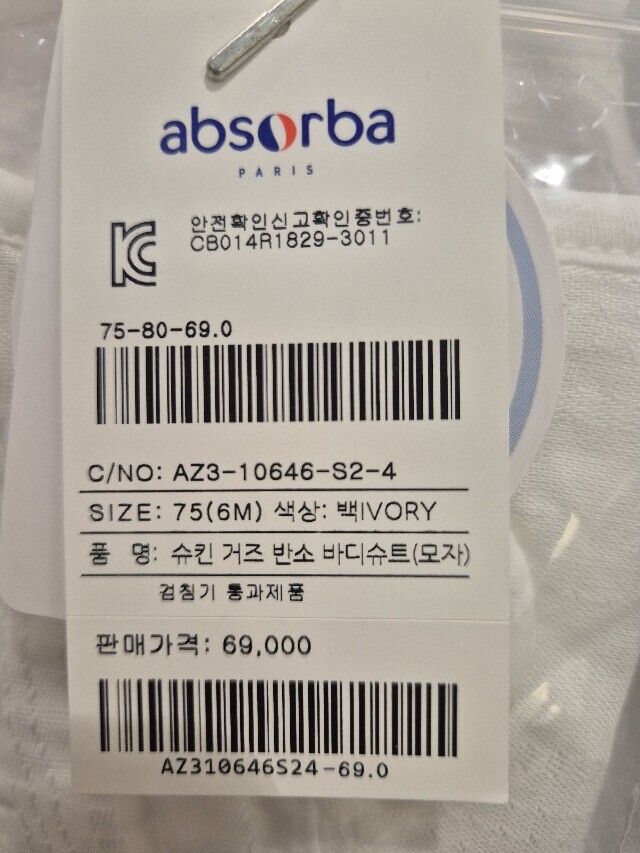 absorba
PARIS
안전확인신고확인증번호:
CB014R1829-3011
75-80-69.0
C/NO: AZ3-10646-S2-4
SIZE: 75(6M) 색상: 백IVORY
품 명: 슈킨 거즈 반소 바디슈트(모자)
검침기 통과제품
판매가격: 69,000
AZ310646S24-69.0